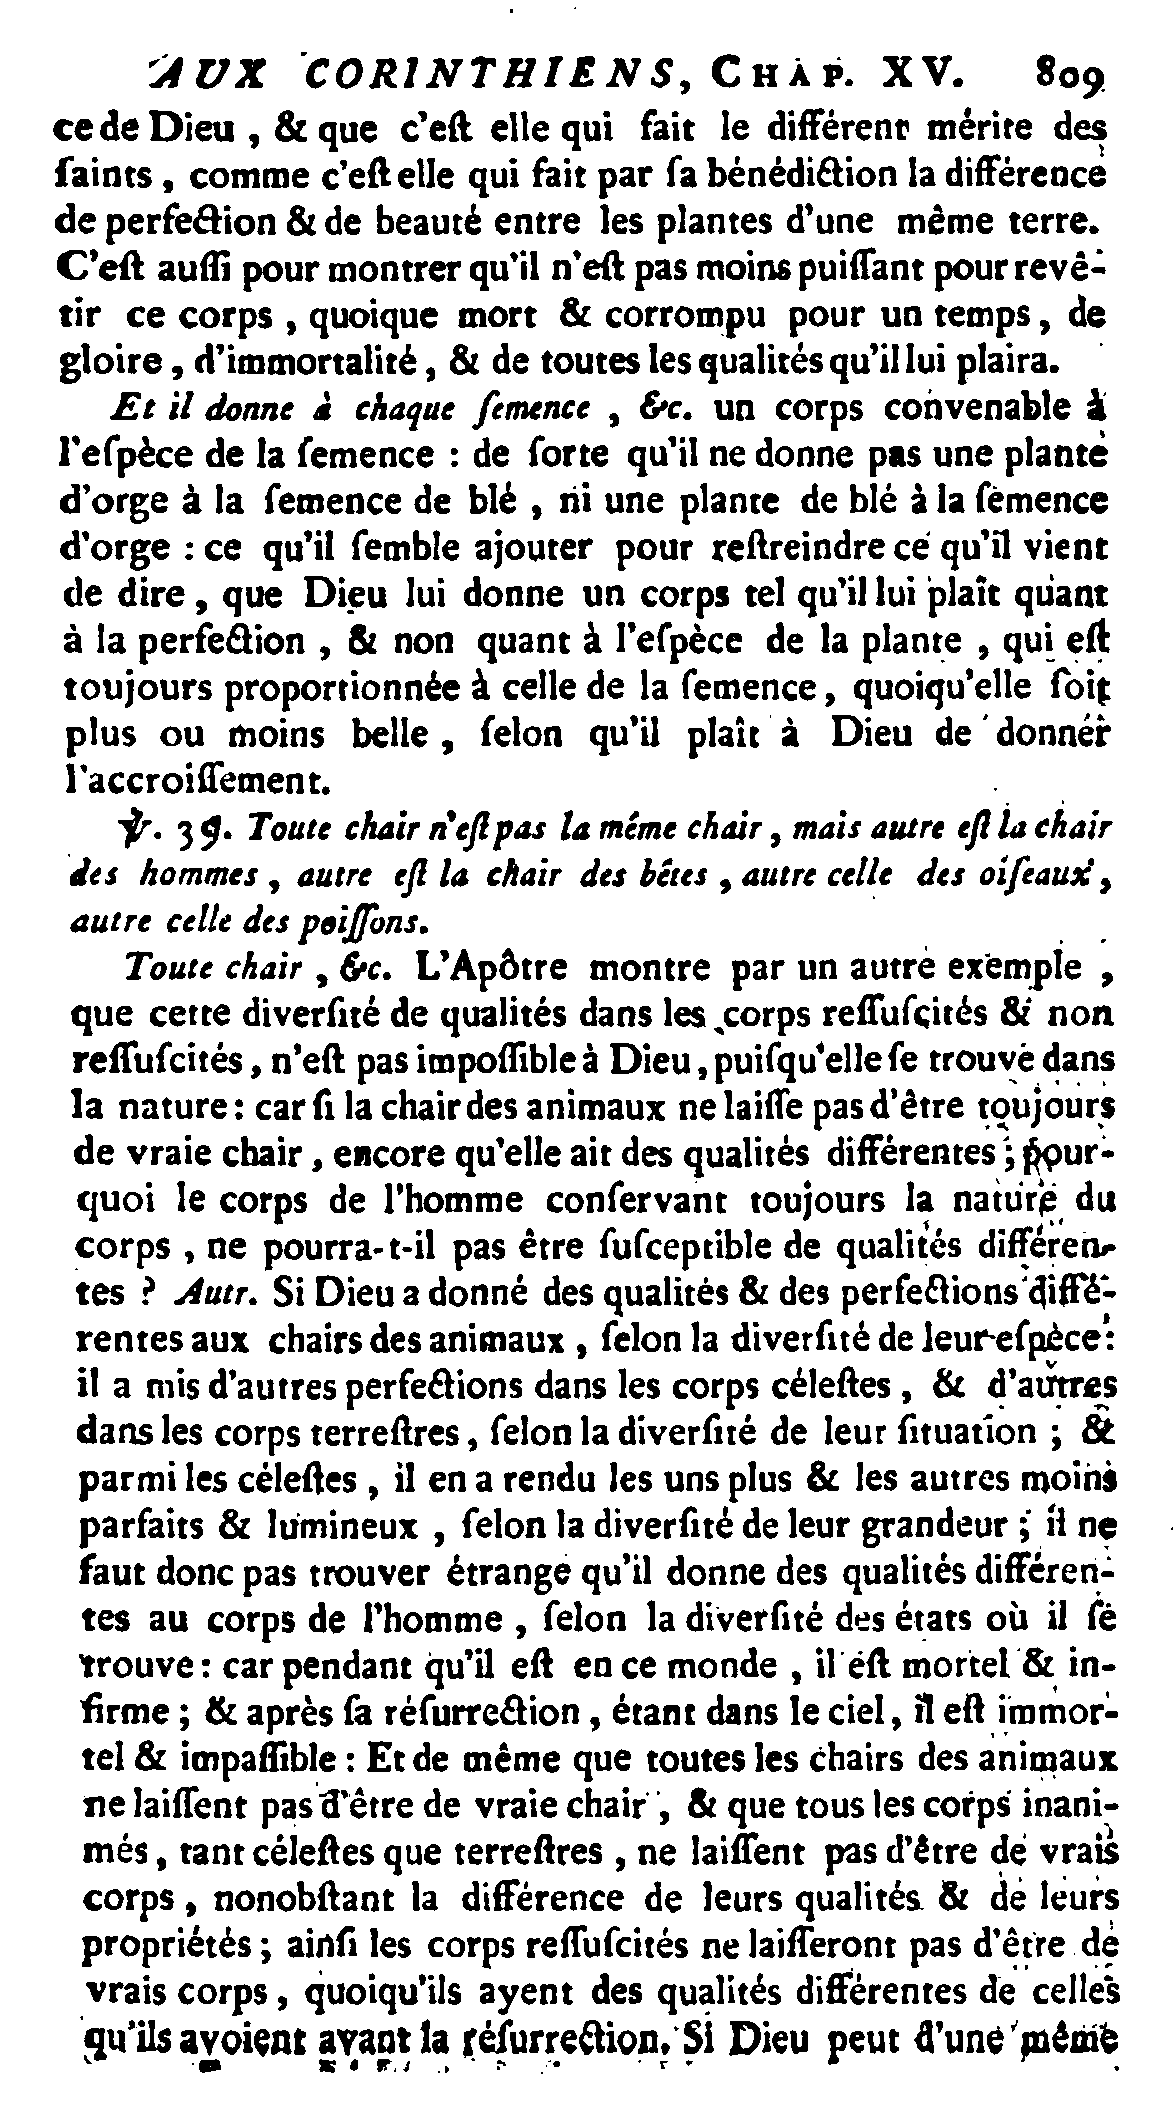 AUX CORINTHIENS, CHAP. XV. 809
ce de Dieu, & que c'eſt elle qui fait le différent mérite des
ſaints, comme c'eſt elle qui fait par ſa bénédiction la différence
de perfection & de beauté entre les plantes d'une même terre.
C'eſt auſſi pour montrer qu'il n'eſt pas moins puiſſant pour revê-
tir ce corps, quoique mort & corrompu pour un temps, de
gloire, d'immortalité, & de toutes les qualités qu'il lui plaira.
Et il donne à chaque ſemence, &c. un corps convenable à
l'eſpèce de la ſemence : de ſorte qu'il ne donne pas une plante
d'orge à la ſemence de blé, ni une plante de blé à la ſemence
d'orge : ce qu'il ſemble ajouter pour reſtreindre ce qu'il vient
de dire, que Dieu lui donne un corps tel qu'il lui plaît quant
à la perfection, & non quant à l'eſpèce de la plante, qui eſt
toujours proportionnée à celle de la ſemence, quoiqu'elle ſoit
plus ou moins belle, ſelon qu'il plaît à Dieu de donner
l'accroiſſement.
℣. 39. Toute chair n'eſt pas la même chair, mais autre eſt la chair
des hommes, autre eſt la chair des bêtes, autre celle des oiſeaux,
autre celle des poiſſons.
Toute chair, &c. L'Apôtre montre par un autre exemple,
que cette diverſité de qualités dans les corps reſſuſcités & non
reſſuſcités, n'eſt pas impoſſible à Dieu, puiſqu'elle ſe trouve dans
la nature : car ſi la chair des animaux ne laiſſe pas d'être toujours
de vraie chair, encore qu'elle ait des qualités différentes ; pour-
quoi le corps de l'homme conſervant toujours la nature du
corps, ne pourra-t-il pas être ſuſceptible de qualités différen-
tes ? Autr. Si Dieu a donné des qualités & des perfections diffé-
rentes aux chairs des animaux, ſelon la diverſité de leur eſpèce :
il a mis d'autres perfections dans les corps céleſtes, & d'autres
dans les corps terreſtres, ſelon la diverſité de leur ſituation ; &
parmi les céleſtes, il en a rendu les uns plus & les autres moins
parfaits & lumineux, ſelon la diverſité de leur grandeur ; il ne
faut donc pas trouver étrange qu'il donne des qualités différen-
tes au corps de l'homme, ſelon la diverſité des états où il ſe
trouve : car pendant qu'il eſt en ce monde, il eſt mortel & in-
firme ; & après ſa réſurrection, étant dans le ciel, il eſt immor-
tel & impaſſible : Et de même que toutes les chairs des animaux
ne laiſſent pas d'être de vraie chair, & que tous les corps inani-
més, tant céleſtes que terreſtres, ne laiſſent pas d'être de vrais
corps, nonobſtant la différence de leurs qualités & de leurs
propriétés ; ainſi les corps reſſuſcités ne laiſſeront pas d'être de
vrais corps, quoiqu'ils ayent des qualités différentes de celles
qu'ils avoient avant la réſurrection. Si Dieu peut d'une même